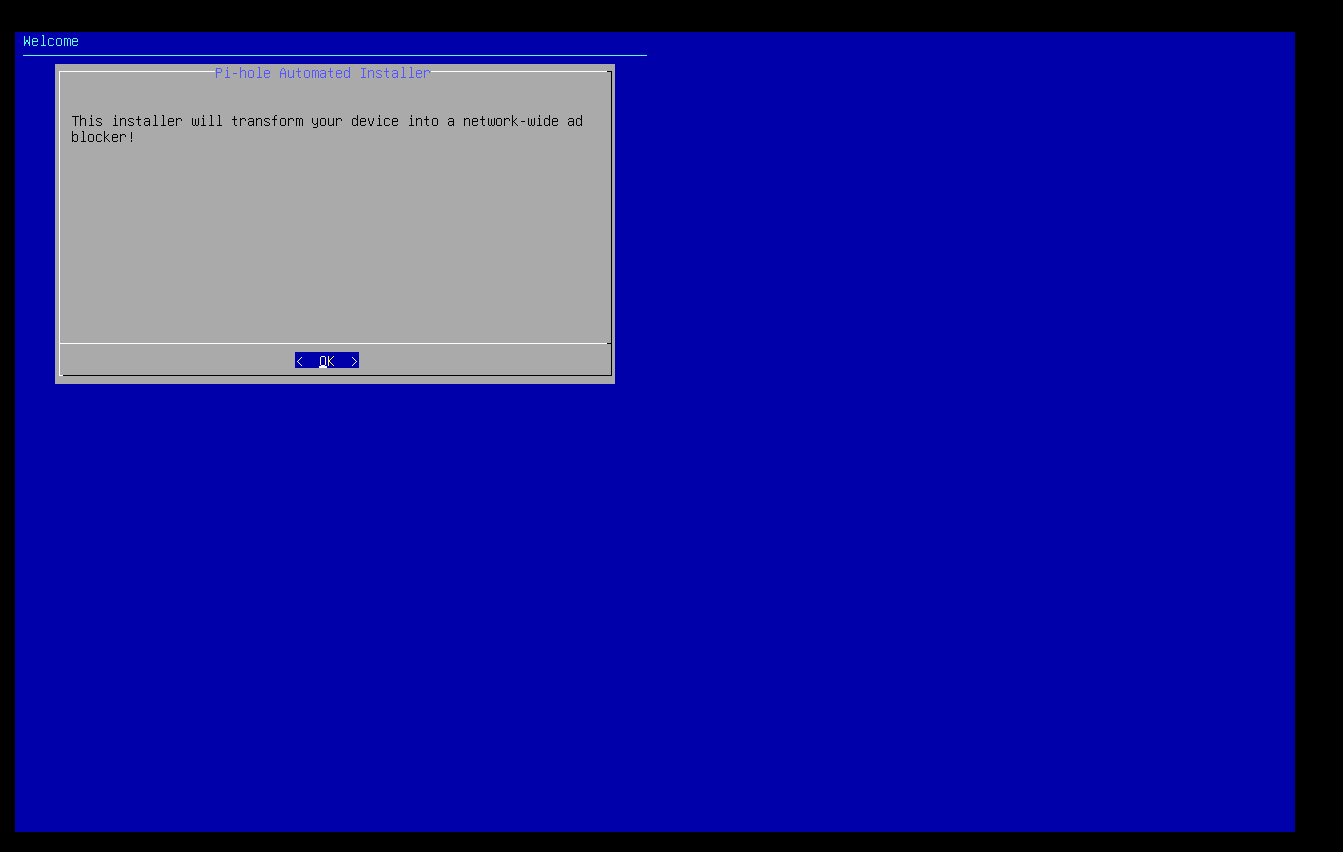 Welcome
Pi-hole Automated Installer
This installer will transform your device into a network-wide ad
blocker!
< OK >